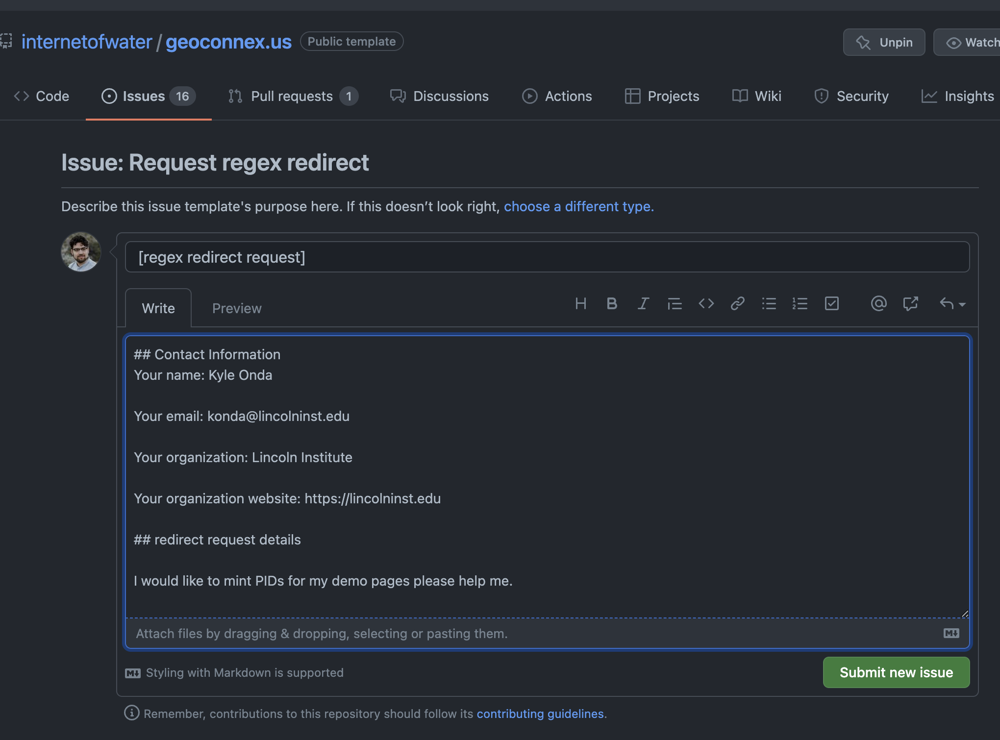 internetofwater / geoconnex.us Public template Unpin Watch
Code Issues 16 Pull requests 1 Discussions Actions Projects Wiki Security Insights
Issue: Request regex redirect
Describe this issue template's purpose here. If this doesn’t look right, choose a different type.
[regex redirect request]
Write Preview
## Contact Information
Your name: Kyle Onda
Your email: konda@lincolninst.edu
Your organization: Lincoln Institute
Your organization website: https://lincolninst.edu
## redirect request details
I would like to mint PIDs for my demo pages please help me.
Attach files by dragging & dropping, selecting or pasting them.
Styling with Markdown is supported
Submit new issue
Remember, contributions to this repository should follow its contributing guidelines.